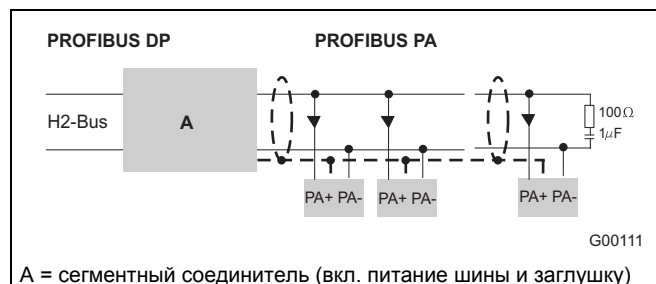 PROFIBUS DP PROFIBUS PA
H2-Bus A 100Ω
1µF
PA+ PA- PA+ PA- PA+ PA-
G00111
A = сегментный соединитель (вкл. питание шины и заглушку)